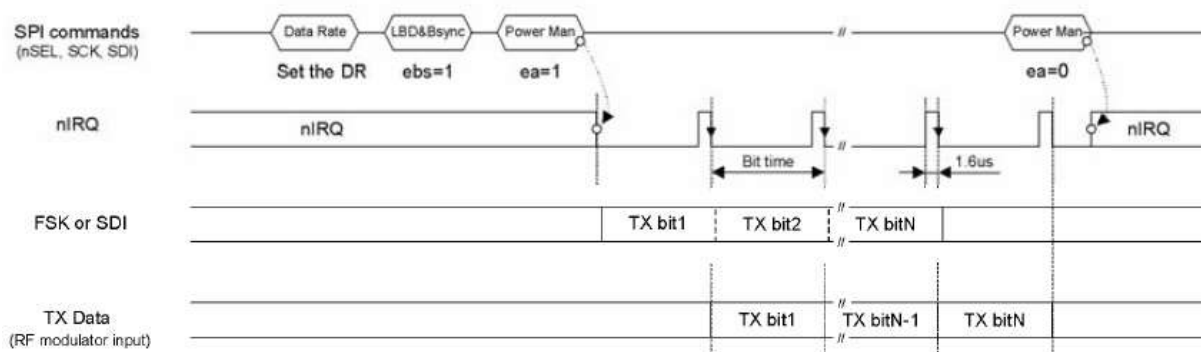 SPI commands
(nSEL, SCK, SDI)
Data Rate LBD&Bsync Power Man // Power Man
Set the DR ebs=1 ea=1 ea=0
nIRQ nIRQ nIRQ
Bit time // 1.6us
FSK or SDI TX bit1 TX bit2 TX bitN
//
TX Data
(RF modulator input)
TX bit1 TX bitN-1 TX bitN
//